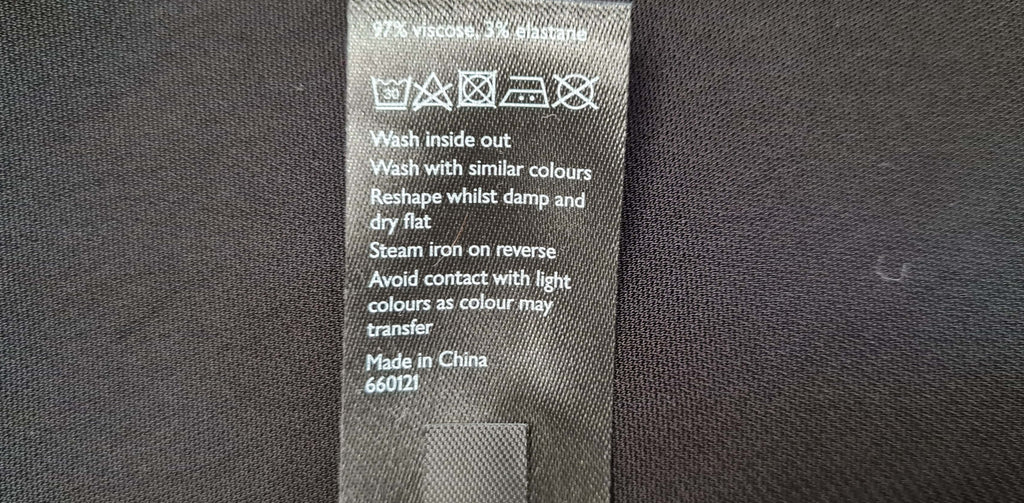 97% viscose, 3% elastane
30
Wash inside out
Wash with similar colours
Reshape whilst damp and
dry flat
Steam iron on reverse
Avoid contact with light
colours as colour may
transfer
Made in China
660121